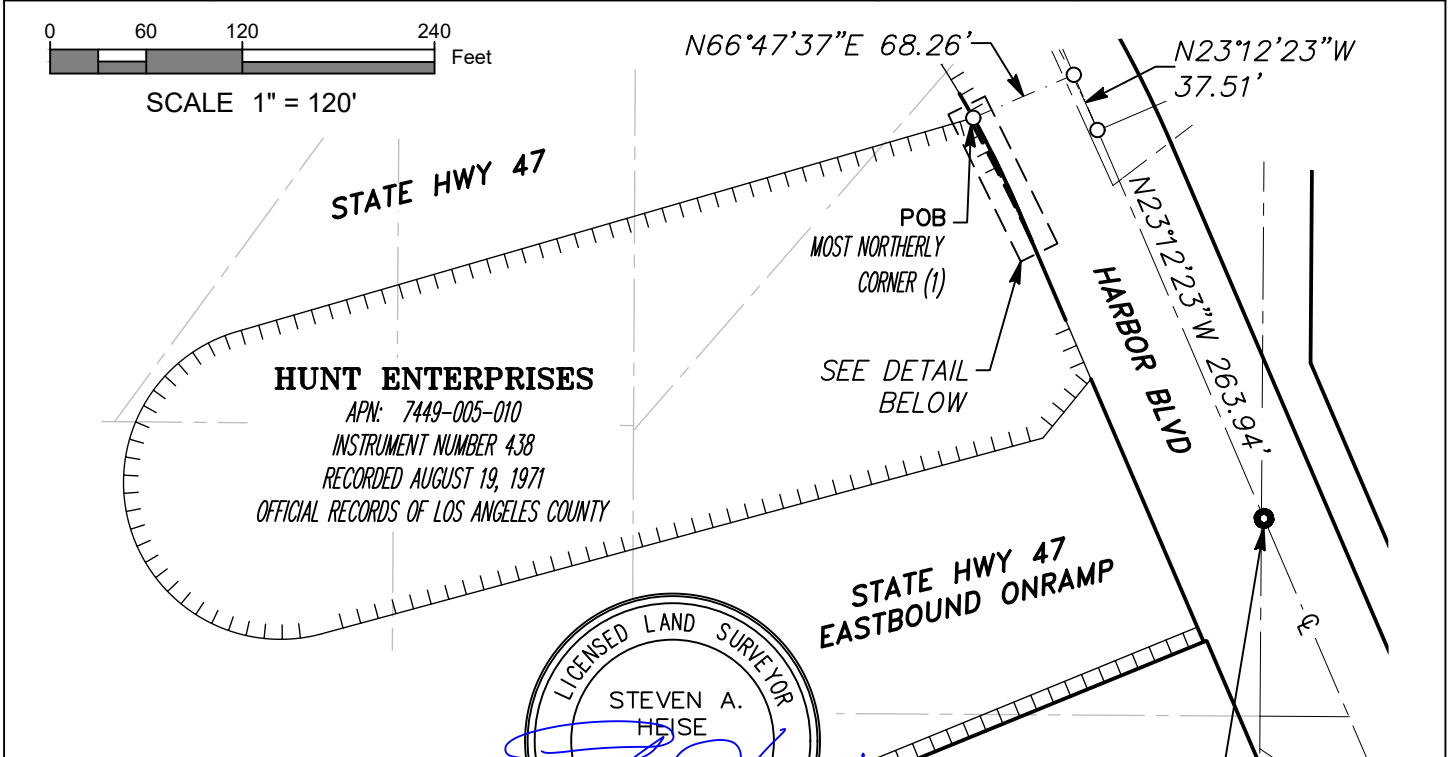 0 60 120 240
Feet
SCALE 1" = 120'
N66°47'37"E 68.26'
N23°12'23"W
37.51'
STATE HWY 47
POB
MOST NORTHERLY
CORNER (1)
N23°12'23"W 263.94'
HARBOR BLVD
SEE DETAIL
BELOW
HUNT ENTERPRISES
APN: 7449-005-010
INSTRUMENT NUMBER 438
RECORDED AUGUST 19, 1971
OFFICIAL RECORDS OF LOS ANGELES COUNTY
STATE HWY 47
EASTBOUND ONRAMP
℄
LICENSED LAND SURVEYOR
STEVEN A.
HEISE